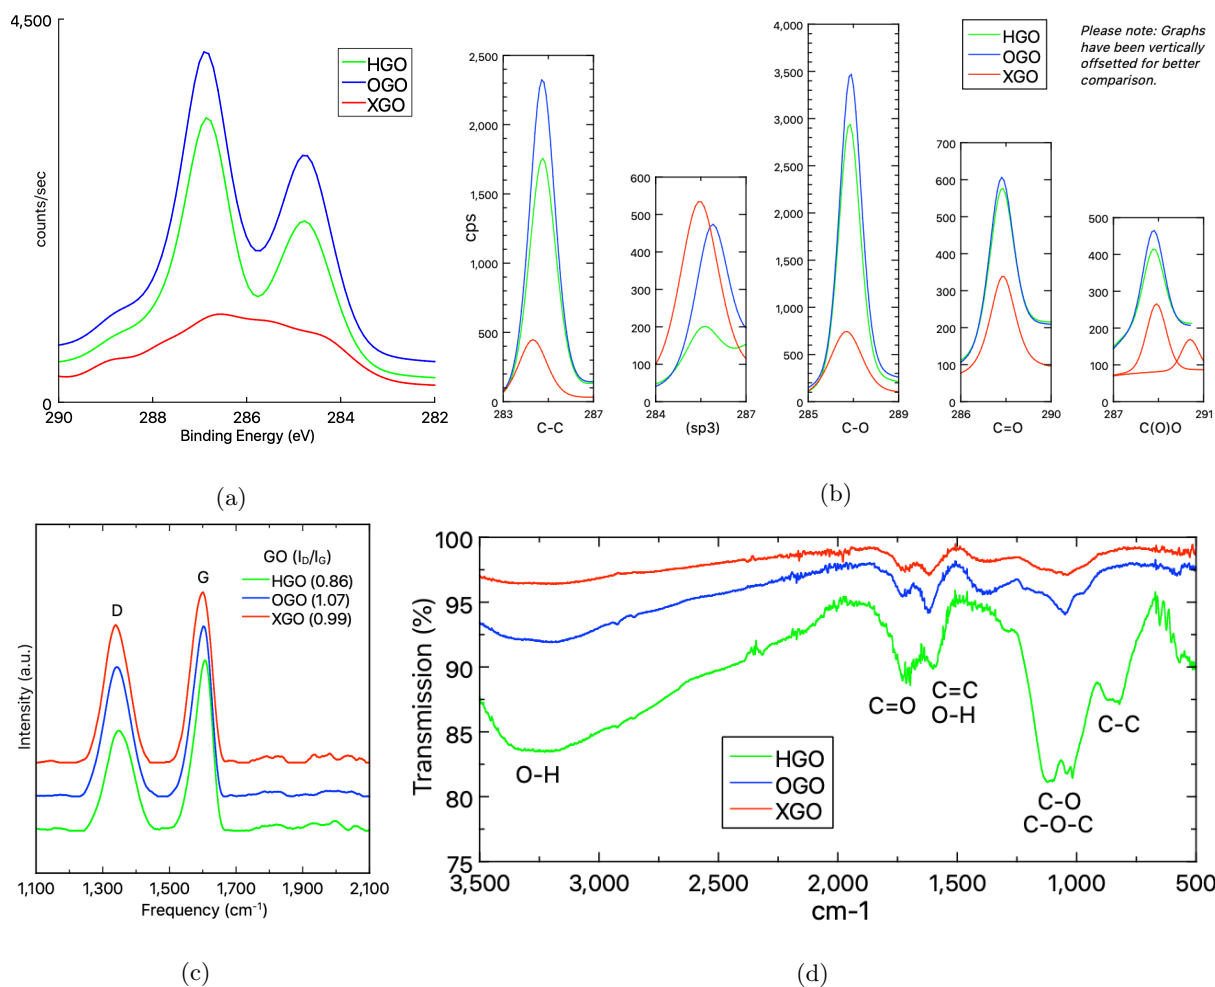 4,500
counts/sec
0
290
288
286
284
282
Binding Energy (eV)
HGO
OGO
XGO
(a)
cps
2,500
2,000
1,500
1,000
500
0
283
287
C-C
600
500
400
300
200
100
0
284
287
(sp3)
4,000
3,500
3,000
2,500
2,000
1,500
1,000
500
0
285
289
C-O
HGO
OGO
XGO
Please note: Graphs
have been vertically
offsetted for better
comparison.
700
600
500
400
300
200
100
0
286
290
C=O
500
400
300
200
100
0
287
291
C(O)O
(b)
Intensity (a.u.)
D
G
GO (ID/IG)
HGO (0.86)
OGO (1.07)
XGO (0.99)
1,100
1,300
1,500
1,700
1,900
2,100
Frequency (cm-1)
(c)
Transmission (%)
100
95
90
85
80
75
O-H
C=O
C=C
O-H
C-C
C-O
C-O-C
HGO
OGO
XGO
3,500
3,000
2,500
2,000
1,500
1,000
500
cm-1
(d)